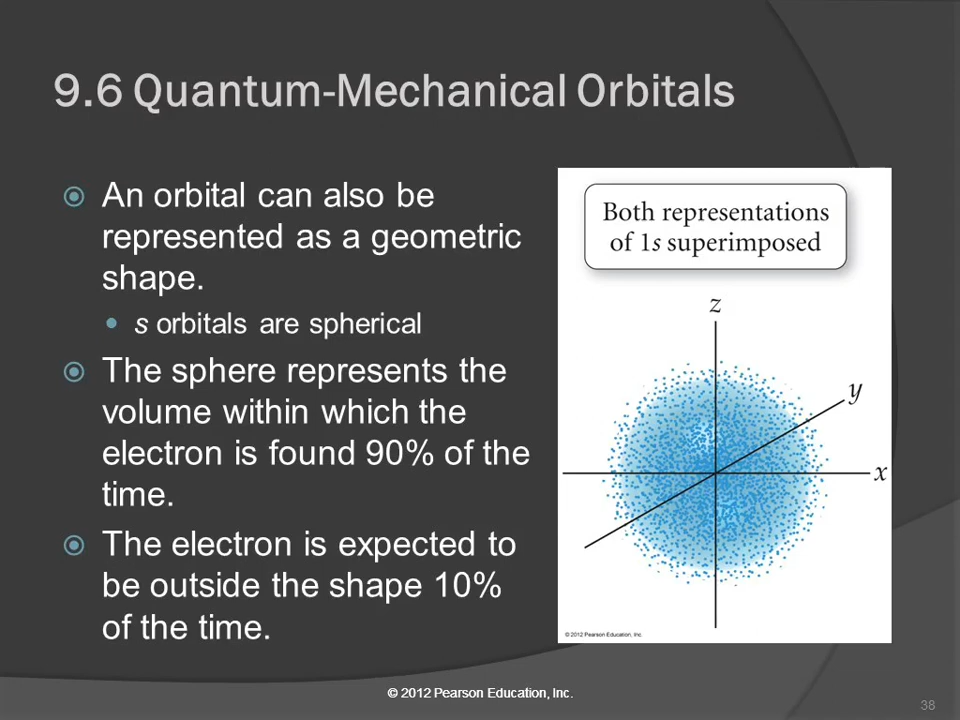 9.6 Quantum-Mechanical Orbitals
An orbital can also be
represented as a geometric
shape.
s orbitals are spherical
The sphere represents the
volume within which the
electron is found 90% of the
time.
The electron is expected to
be outside the shape 10%
of the time.
Both representations
of 1s superimposed
z
y
x
© 2012 Pearson Education, Inc.
© 2012 Pearson Education, Inc.
38